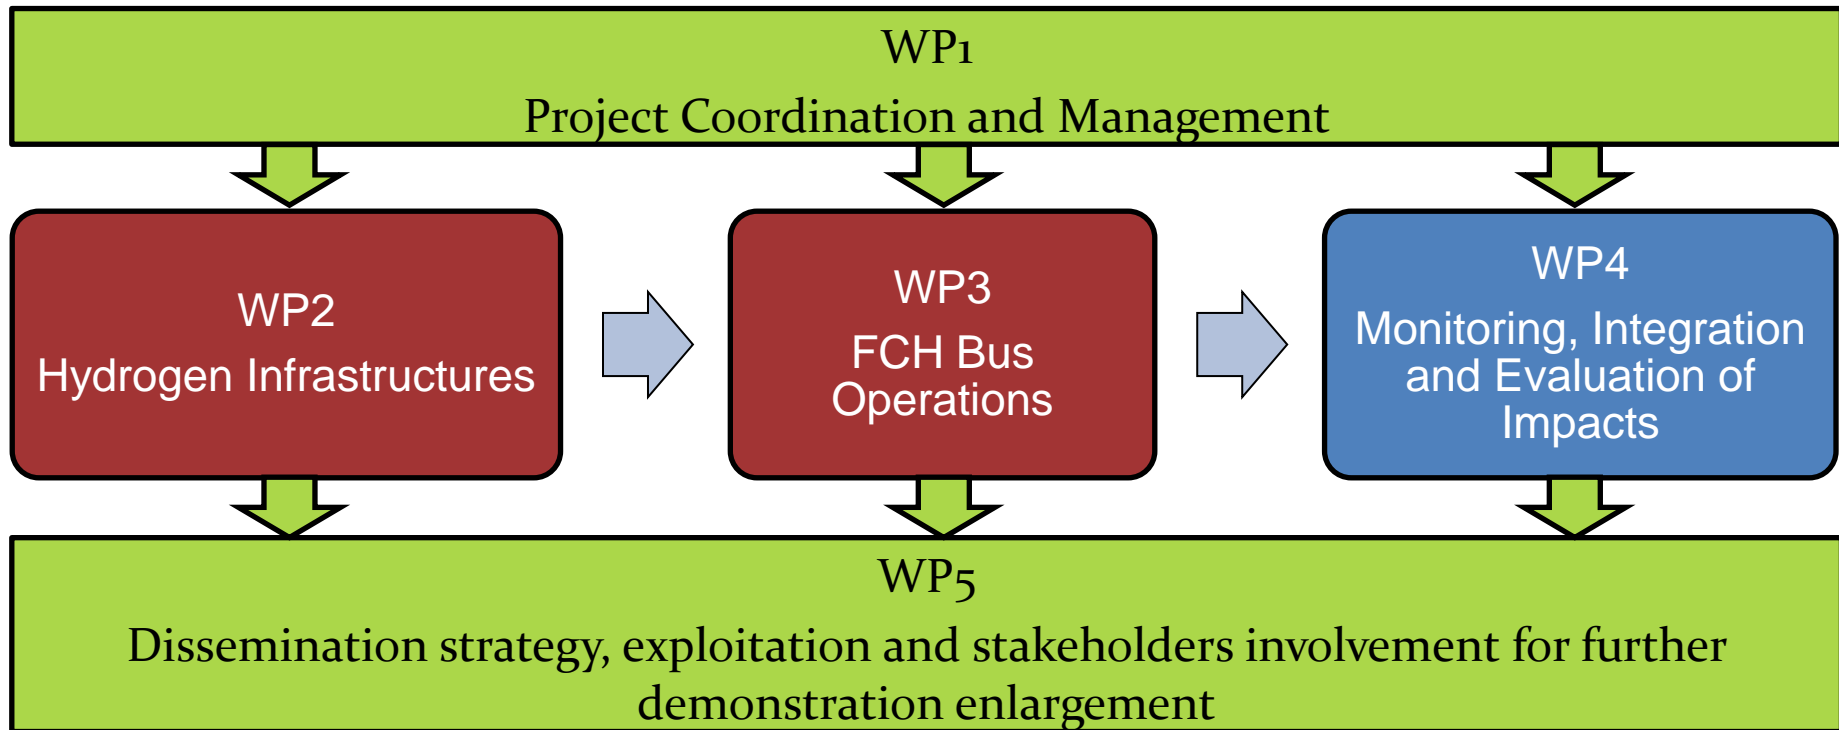 WP1
Project Coordination and Management
WP2
Hydrogen Infrastructures
WP3
FCH Bus
Operations
WP4
Monitoring, Integration
and Evaluation of
Impacts
WP5
Dissemination strategy, exploitation and stakeholders involvement for further
demonstration enlargement